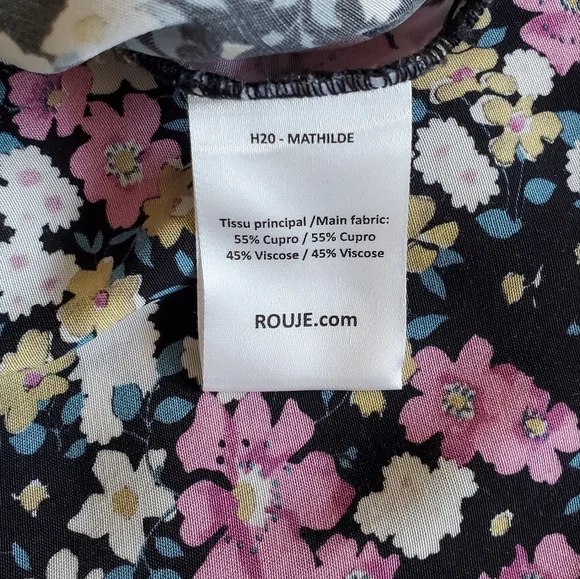 H20 - MATHILDE
Tissu principal /Main fabric:
55% Cupro / 55% Cupro
45% Viscose / 45% Viscose
ROUJE.com